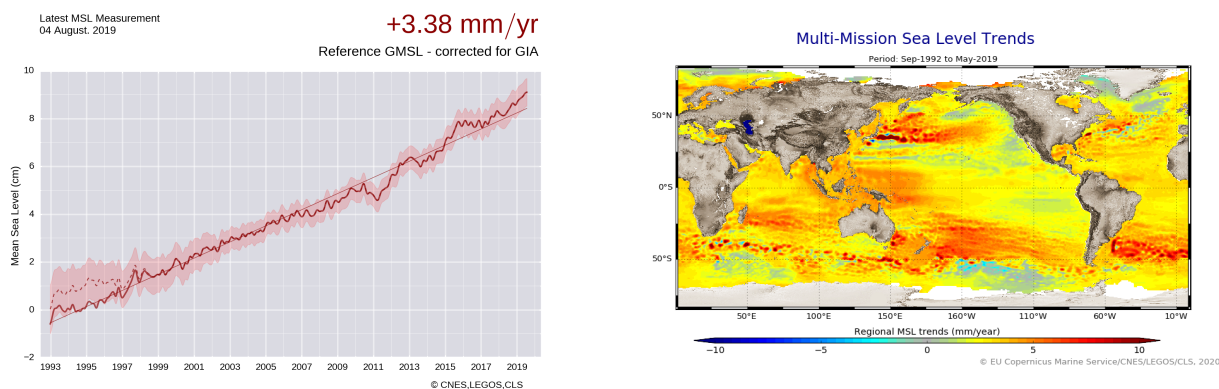 Latest MSL Measurement
04 August. 2019
+3.38 mm/yr
Reference GMSL - corrected for GIA
Mean Sea Level (cm)
10
8
6
4
2
0
−2
1993 1995 1997 1999 2001 2003 2005 2007 2009 2011 2013 2015 2017 2019
© CNES,LEGOS,CLS
Multi-Mission Sea Level Trends
Period: Sep-1992 to May-2019
50°N
0°S
50°S
50°E 100°E 150°E 160°W 110°W 60°W 10°W
Regional MSL trends (mm/year)
−10 −5 0 5 10
© EU Copernicus Marine Service/CNES/LEGOS/CLS, 2020